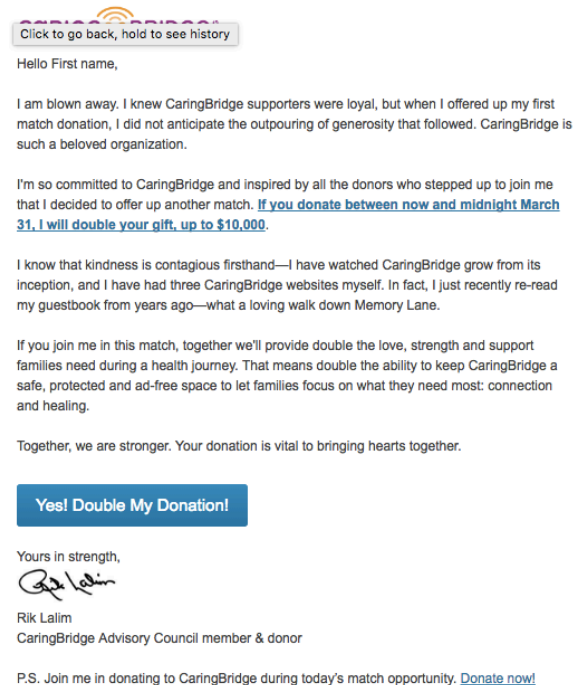 Click to go back, hold to see history
Hello First name,
I am blown away. I knew CaringBridge supporters were loyal, but when I offered up my first
match donation, I did not anticipate the outpouring of generosity that followed. CaringBridge is
such a beloved organization.
I'm so committed to CaringBridge and inspired by all the donors who stepped up to join me
that I decided to offer up another match. If you donate between now and midnight March
31, I will double your gift, up to $10,000.
I know that kindness is contagious firsthand—I have watched CaringBridge grow from its
inception, and I have had three CaringBridge websites myself. In fact, I just recently re-read
my guestbook from years ago—what a loving walk down Memory Lane.
If you join me in this match, together we'll provide double the love, strength and support
families need during a health journey. That means double the ability to keep CaringBridge a
safe, protected and ad-free space to let families focus on what they need most: connection
and healing.
Together, we are stronger. Your donation is vital to bringing hearts together.
Yes! Double My Donation!
Yours in strength,
Rik Lalim
Rik Lalim
CaringBridge Advisory Council member & donor
P.S. Join me in donating to CaringBridge during today's match opportunity. Donate now!